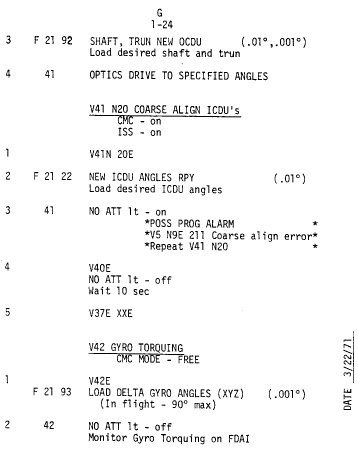 G
1-24
3 F 21 92 SHAFT, TRUN NEW OCDU (.01°,.001°)
Load desired shaft and trun
4 41 OPTICS DRIVE TO SPECIFIED ANGLES
V41 N20 COARSE ALIGN ICDU's
CMC - on
ISS - on
1 V41N 20E
2 F 21 22 NEW ICDU ANGLES RPY (.01°)
Load desired ICDU angles
3 41 NO ATT lt - on
*POSS PROG ALARM *
*V5 N9E 211 Coarse align error*
*Repeat V41 N20 *
4 V40E
NO ATT lt - off
Wait 10 sec
5 V37E XXE
V42 GYRO TORQUING
CMC MODE - FREE
1 V42E
F 21 93 LOAD DELTA GYRO ANGLES (XYZ) (.001°)
(In flight - 90° max)
2 42 NO ATT lt - off
Monitor Gyro Torquing on FDAI
DATE 3/22/71